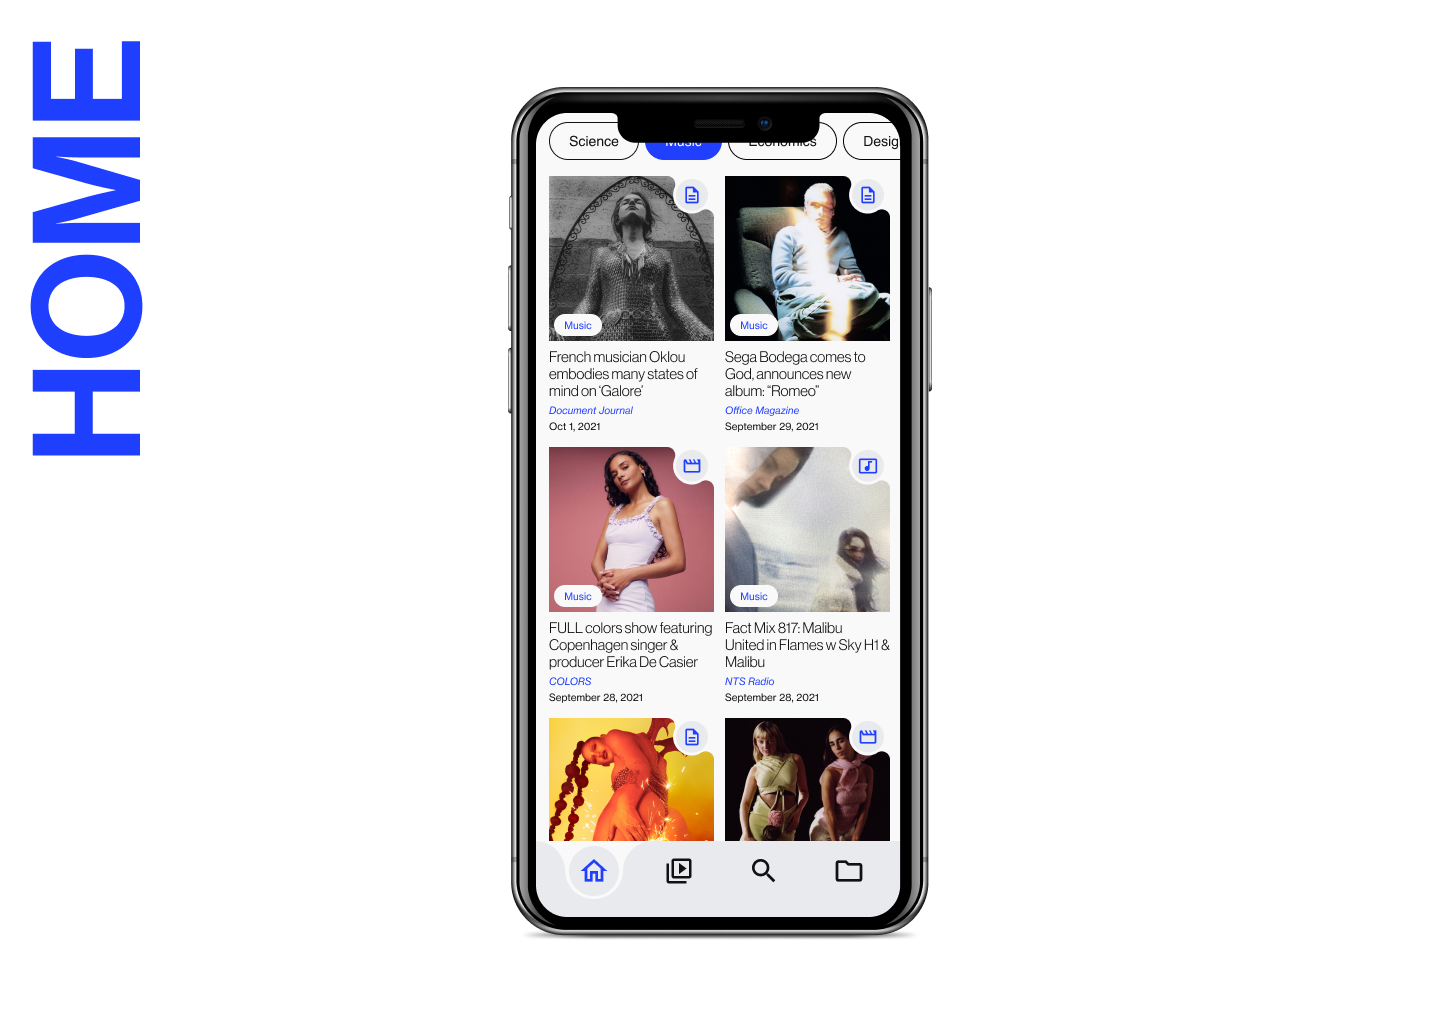 HOME
Science
Music
Economics
Desig
Music
Music
French musician Oklou
embodies many states of
mind on ‘Galore’
Document Journal
Oct 1, 2021
Sega Bodega comes to
God, announces new
album: “Romeo”
Office Magazine
September 29, 2021
Music
Music
FULL colors show featuring
Copenhagen singer &
producer Erika De Casier
COLORS
September 28, 2021
Fact Mix 817: Malibu
United in Flames w Sky H1 &
Malibu
NTS Radio
September 28, 2021